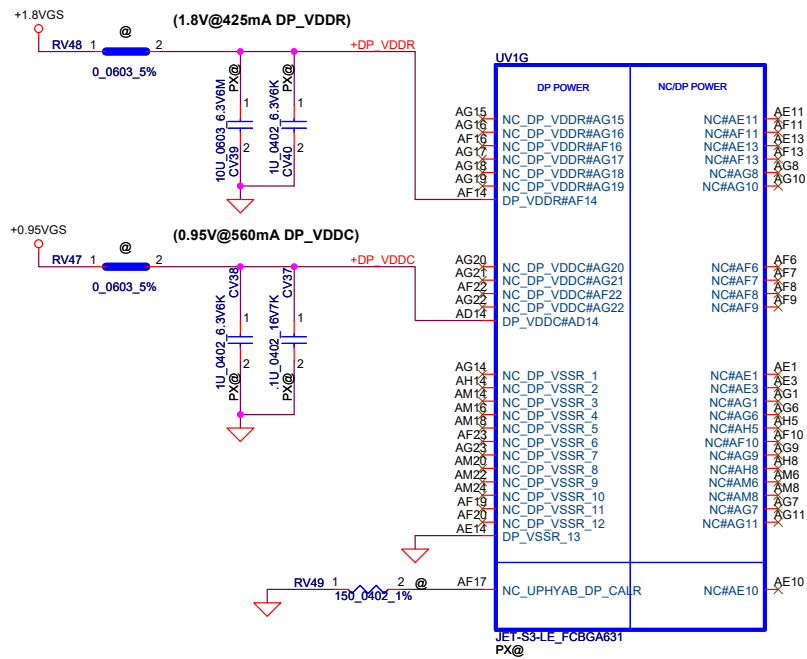 +1.8VGS
(1.8V@425mA DP_VDDR)
@
RV48 1 2
0_0603_5%
+DP_VDDR
PX@
PX@
10U_0603_6.3V6M
1U_0402_6.3V6K
CV39
CV40
1
2
1
2
+0.95VGS
(0.95V@560mA DP_VDDC)
@
RV47 1 2
0_0603_5%
+DP_VDDC
CV38
CV37
1U_0402_6.3V6K
.1U_0402_16V7K
PX@
PX@
1
2
1
2
RV49 1 2 @
150_0402_1%
UV1G
DP POWER
NC/DP POWER
AG15 NC_DP_VDDR#AG15
AG16 NC_DP_VDDR#AG16
AF16 NC_DP_VDDR#AF16
AG17 NC_DP_VDDR#AG17
AG18 NC_DP_VDDR#AG18
AG19 NC_DP_VDDR#AG19
AF14 DP_VDDR#AF14
NC#AE11 AE11
NC#AF11 AF11
NC#AE13 AE13
NC#AF13 AF13
NC#AG8 AG8
NC#AG10 AG10
AG20 NC_DP_VDDC#AG20
AG21 NC_DP_VDDC#AG21
AF22 NC_DP_VDDC#AF22
AG22 NC_DP_VDDC#AG22
AD14 DP_VDDC#AD14
NC#AF6 AF6
NC#AF7 AF7
NC#AF8 AF8
NC#AF9 AF9
AG14 NC_DP_VSSR_1
AH14 NC_DP_VSSR_2
AM14 NC_DP_VSSR_3
AM16 NC_DP_VSSR_4
AM18 NC_DP_VSSR_5
AF23 NC_DP_VSSR_6
AG23 NC_DP_VSSR_7
AM20 NC_DP_VSSR_8
AM22 NC_DP_VSSR_9
AM24 NC_DP_VSSR_10
AF19 NC_DP_VSSR_11
AF20 NC_DP_VSSR_12
AE14 DP_VSSR_13
NC#AE1 AE1
NC#AE3 AE3
NC#AG1 AG1
NC#AG6 AG6
NC#AH5 AH5
NC#AF10 AF10
NC#AG9 AG9
NC#AH8 AH8
NC#AM6 AM6
NC#AM8 AM8
NC#AG7 AG7
NC#AG11 AG11
AF17 NC_UPHYAB_DP_CALR
NC#AE10 AE10
JET-S3-LE_FCBGA631
PX@